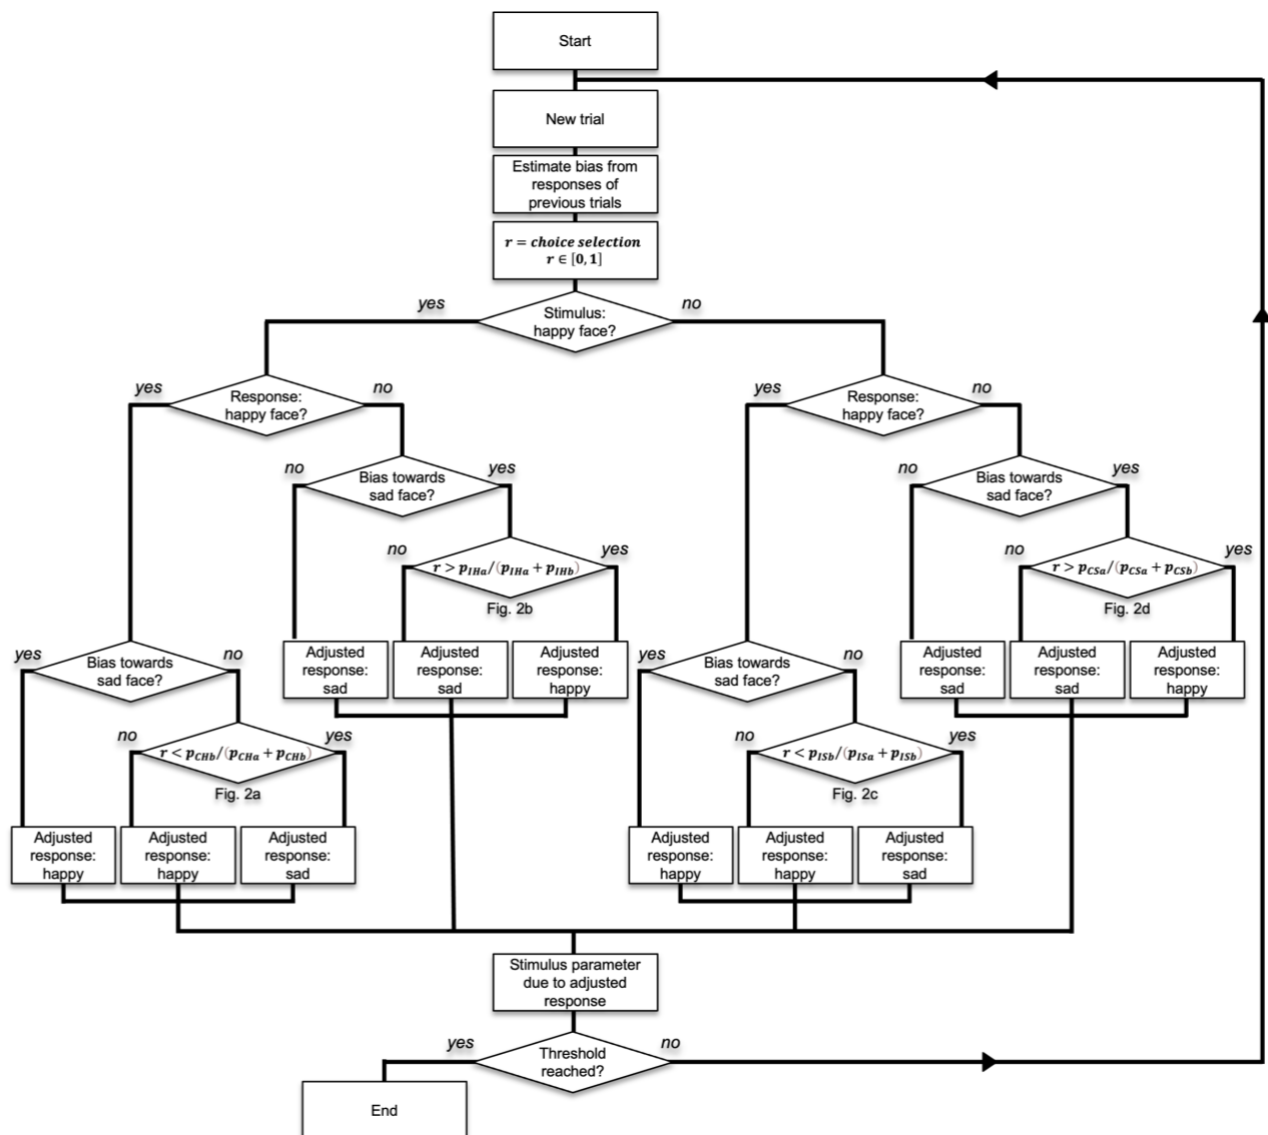 Start
New trial
Estimate bias from
responses of
previous trials
r = choice selection
r ∈ [0, 1]
yes
no
Stimulus:
happy face?
yes
no
Response:
happy face?
yes
no
Response:
happy face?
no
yes
Bias towards
sad face?
no
yes
Bias towards
sad face?
no
yes
r > p_IHa/(p_IHa + p_IHb)
Fig. 2b
no
yes
r > p_CSa/(p_CSa + p_CSb)
Fig. 2d
Adjusted
response:
sad
Adjusted
response:
sad
Adjusted
response:
happy
Adjusted
response:
sad
Adjusted
response:
sad
Adjusted
response:
happy
yes
no
Bias towards
sad face?
yes
no
Bias towards
sad face?
no
yes
r < p_CHb/(p_CHa + p_CHb)
Fig. 2a
no
yes
r < p_ISb/(p_ISa + p_ISb)
Fig. 2c
Adjusted
response:
happy
Adjusted
response:
happy
Adjusted
response:
sad
Adjusted
response:
happy
Adjusted
response:
happy
Adjusted
response:
sad
Stimulus parameter
due to adjusted
response
yes
no
Threshold
reached?
End